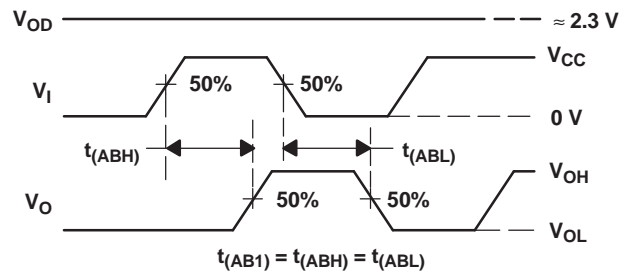 VOD ≈ 2.3 V
VCC
VI 50% 50%
0 V
t(ABH) t(ABL)
VOH
VO 50% 50%
VOL
t(AB1) = t(ABH) = t(ABL)